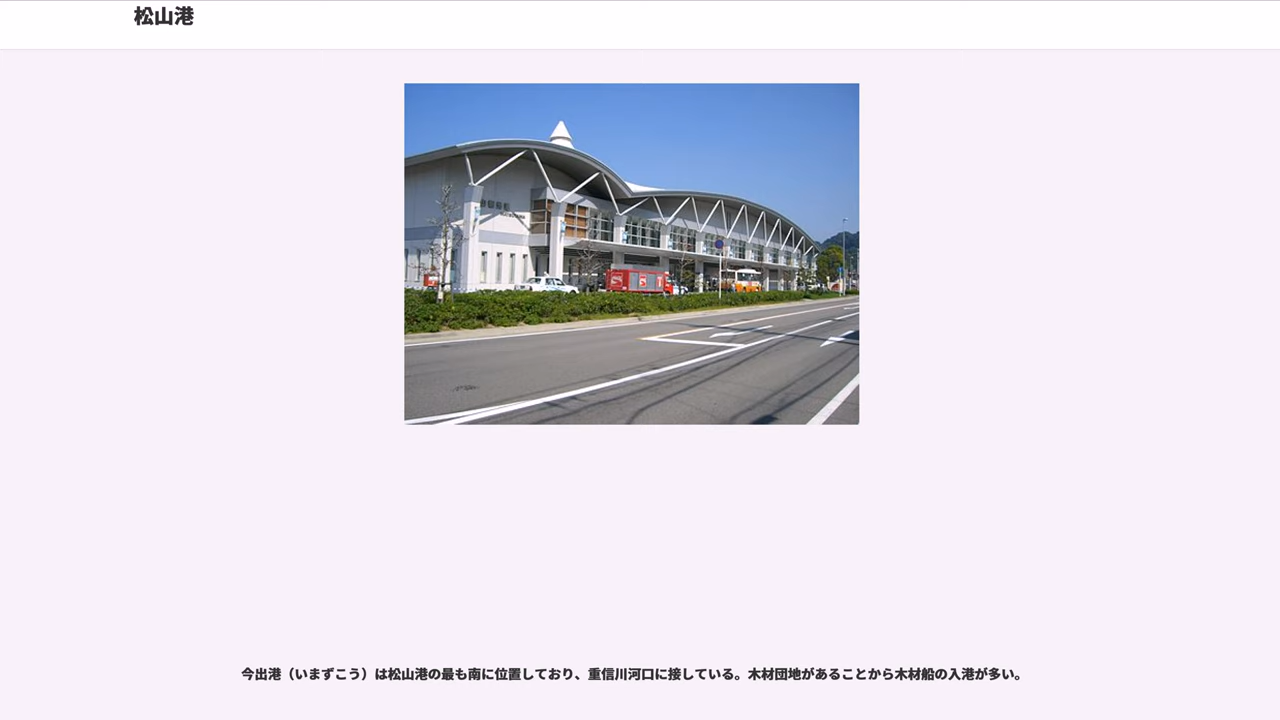 松山港
今出港（いまずこう）は松山港の最も南に位置しており、重信川河口に接している。木材団地があることから木材船の入港が多い。